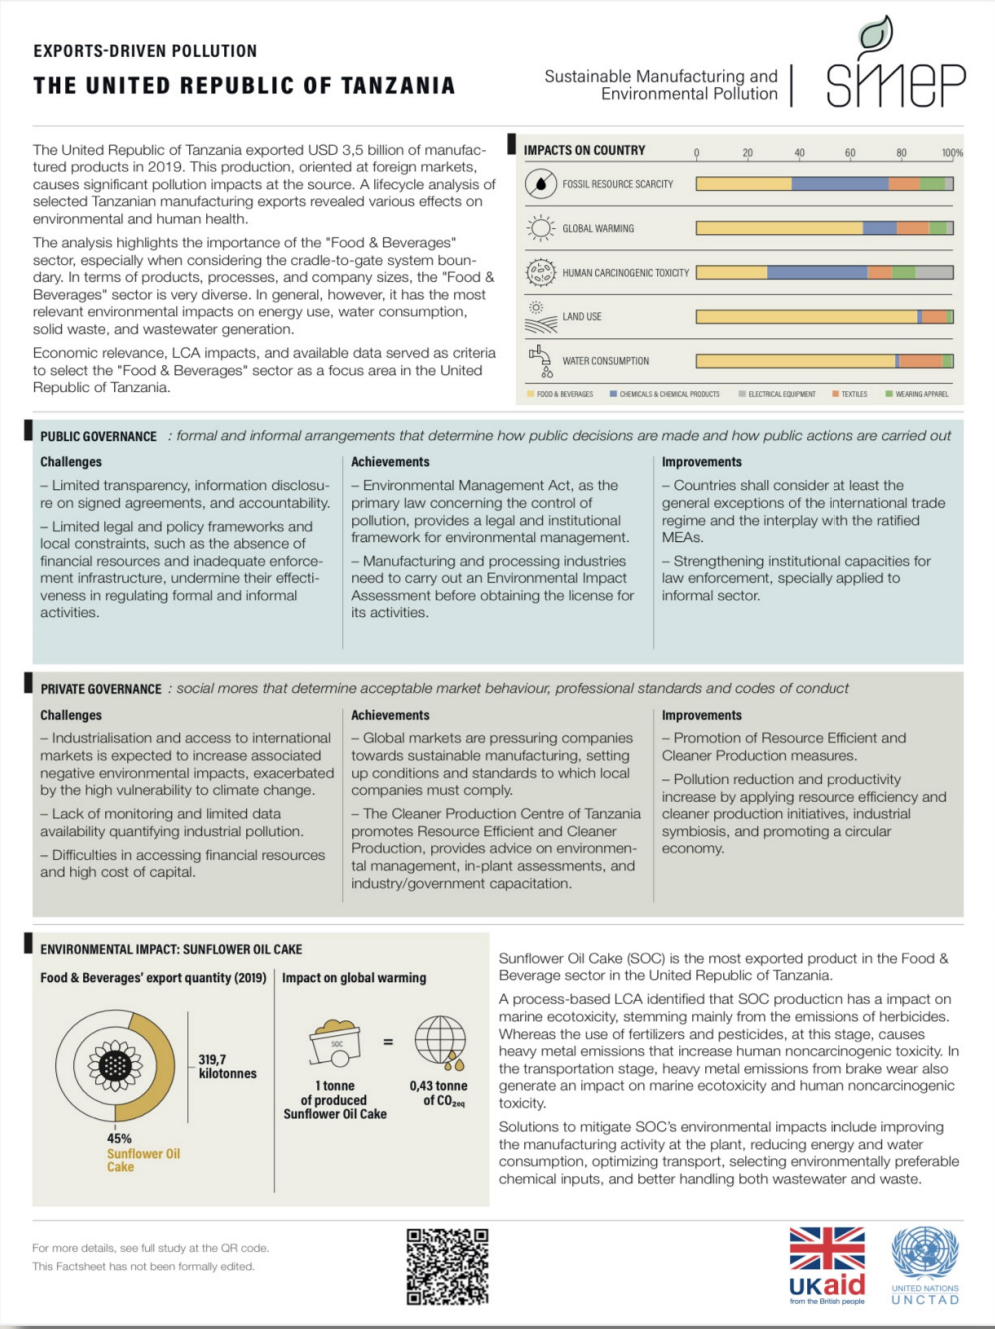 EXPORTS-DRIVEN POLLUTION
THE UNITED REPUBLIC OF TANZANIA
Sustainable Manufacturing and
Environmental Pollution
smep
The United Republic of Tanzania exported USD 3,5 billion of manufac-
tured products in 2019. This production, oriented at foreign markets,
causes significant pollution impacts at the source. A lifecycle analysis of
selected Tanzanian manufacturing exports revealed various effects on
environmental and human health.
The analysis highlights the importance of the "Food & Beverages"
sector, especially when considering the cradle-to-gate system boun-
dary. In terms of products, processes, and company sizes, the "Food &
Beverages" sector is very diverse. In general, however, it has the most
relevant environmental impacts on energy use, water consumption,
solid waste, and wastewater generation.
Economic relevance, LCA impacts, and available data served as criteria
to select the "Food & Beverages" sector as a focus area in the United
Republic of Tanzania.
IMPACTS ON COUNTRY
0 20 40 60 80 100%
FOSSIL RESOURCE SCARCITY
GLOBAL WARMING
HUMAN CARCINOGENIC TOXICITY
LAND USE
WATER CONSUMPTION
FOOD & BEVERAGES CHEMICALS & CHEMICAL PRODUCTS ELECTRICAL EQUIPMENT TEXTILES WEARING APPAREL
PUBLIC GOVERNANCE : formal and informal arrangements that determine how public decisions are made and how public actions are carried out
Challenges
– Limited transparency, information disclosu-
re on signed agreements, and accountability.
– Limited legal and policy frameworks and
local constraints, such as the absence of
financial resources and inadequate enforce-
ment infrastructure, undermine their effecti-
veness in regulating formal and informal
activities.
Achievements
– Environmental Management Act, as the
primary law concerning the control of
pollution, provides a legal and institutional
framework for environmental management.
– Manufacturing and processing industries
need to carry out an Environmental Impact
Assessment before obtaining the license for
its activities.
Improvements
– Countries shall consider at least the
general exceptions of the international trade
regime and the interplay with the ratified
MEAs.
– Strengthening institutional capacities for
law enforcement, specially applied to
informal sector.
PRIVATE GOVERNANCE : social mores that determine acceptable market behaviour, professional standards and codes of conduct
Challenges
– Industrialisation and access to international
markets is expected to increase associated
negative environmental impacts, exacerbated
by the high vulnerability to climate change.
– Lack of monitoring and limited data
availability quantifying industrial pollution.
– Difficulties in accessing financial resources
and high cost of capital.
Achievements
– Global markets are pressuring companies
towards sustainable manufacturing, setting
up conditions and standards to which local
companies must comply.
– The Cleaner Production Centre of Tanzania
promotes Resource Efficient and Cleaner
Production, provides advice on environmen-
tal management, in-plant assessments, and
industry/government capacitation.
Improvements
– Promotion of Resource Efficient and
Cleaner Production measures.
– Pollution reduction and productivity
increase by applying resource efficiency and
cleaner production initiatives, industrial
symbiosis, and promoting a circular
economy.
ENVIRONMENTAL IMPACT: SUNFLOWER OIL CAKE
Food & Beverages' export quantity (2019)
319,7
kilotonnes
45%
Sunflower Oil
Cake
Impact on global warming
SOC
=
1 tonne
of produced
Sunflower Oil Cake
0,43 tonne
of CO2eq
Sunflower Oil Cake (SOC) is the most exported product in the Food &
Beverage sector in the United Republic of Tanzania.
A process-based LCA identified that SOC production has a impact on
marine ecotoxicity, stemming mainly from the emissions of herbicides.
Whereas the use of fertilizers and pesticides, at this stage, causes
heavy metal emissions that increase human noncarcinogenic toxicity. In
the transportation stage, heavy metal emissions from brake wear also
generate an impact on marine ecotoxicity and human noncarcinogenic
toxicity.
Solutions to mitigate SOC's environmental impacts include improving
the manufacturing activity at the plant, reducing energy and water
consumption, optimizing transport, selecting environmentally preferable
chemical inputs, and better handling both wastewater and waste.
For more details, see full study at the QR code.
This Factsheet has not been formally edited.
UKaid
from the British people
UNITED NATIONS
UNCTAD